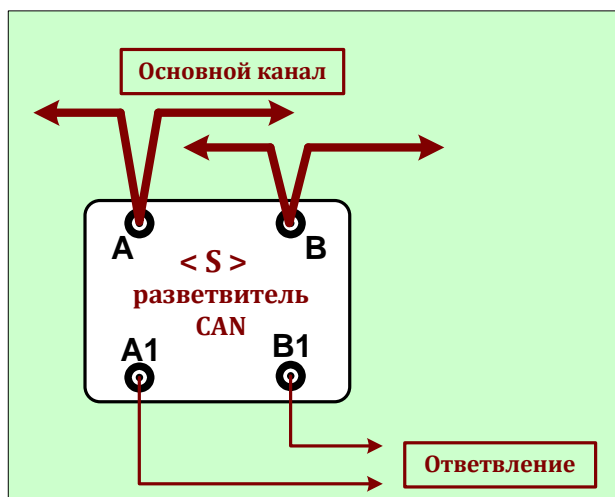 Основной канал
A
B
< S >
разветвитель
CAN
A1
B1
Ответвление